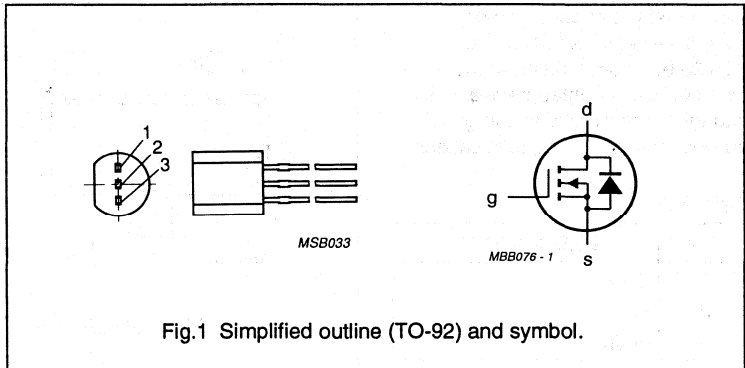 1
2
3
MSB033
d
g
MBB076 - 1
s
Fig.1 Simplified outline (TO-92) and symbol.